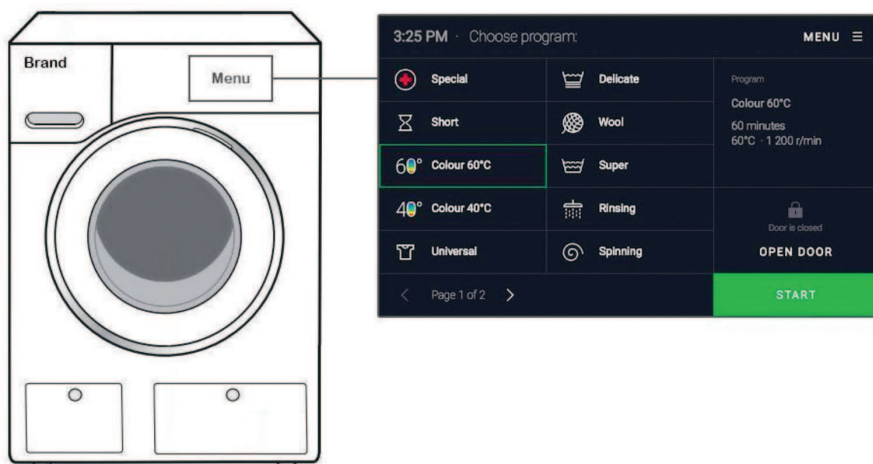 Brand
Menu
3:25 PM · Choose program:
MENU
Special
Delicate
Short
Wool
60° Colour 60°C
Super
40° Colour 40°C
Rinsing
Universal
Spinning
Program
Colour 60°C
60 minutes
60°C · 1 200 r/min
Door is closed
OPEN DOOR
< Page 1 of 2 >
START